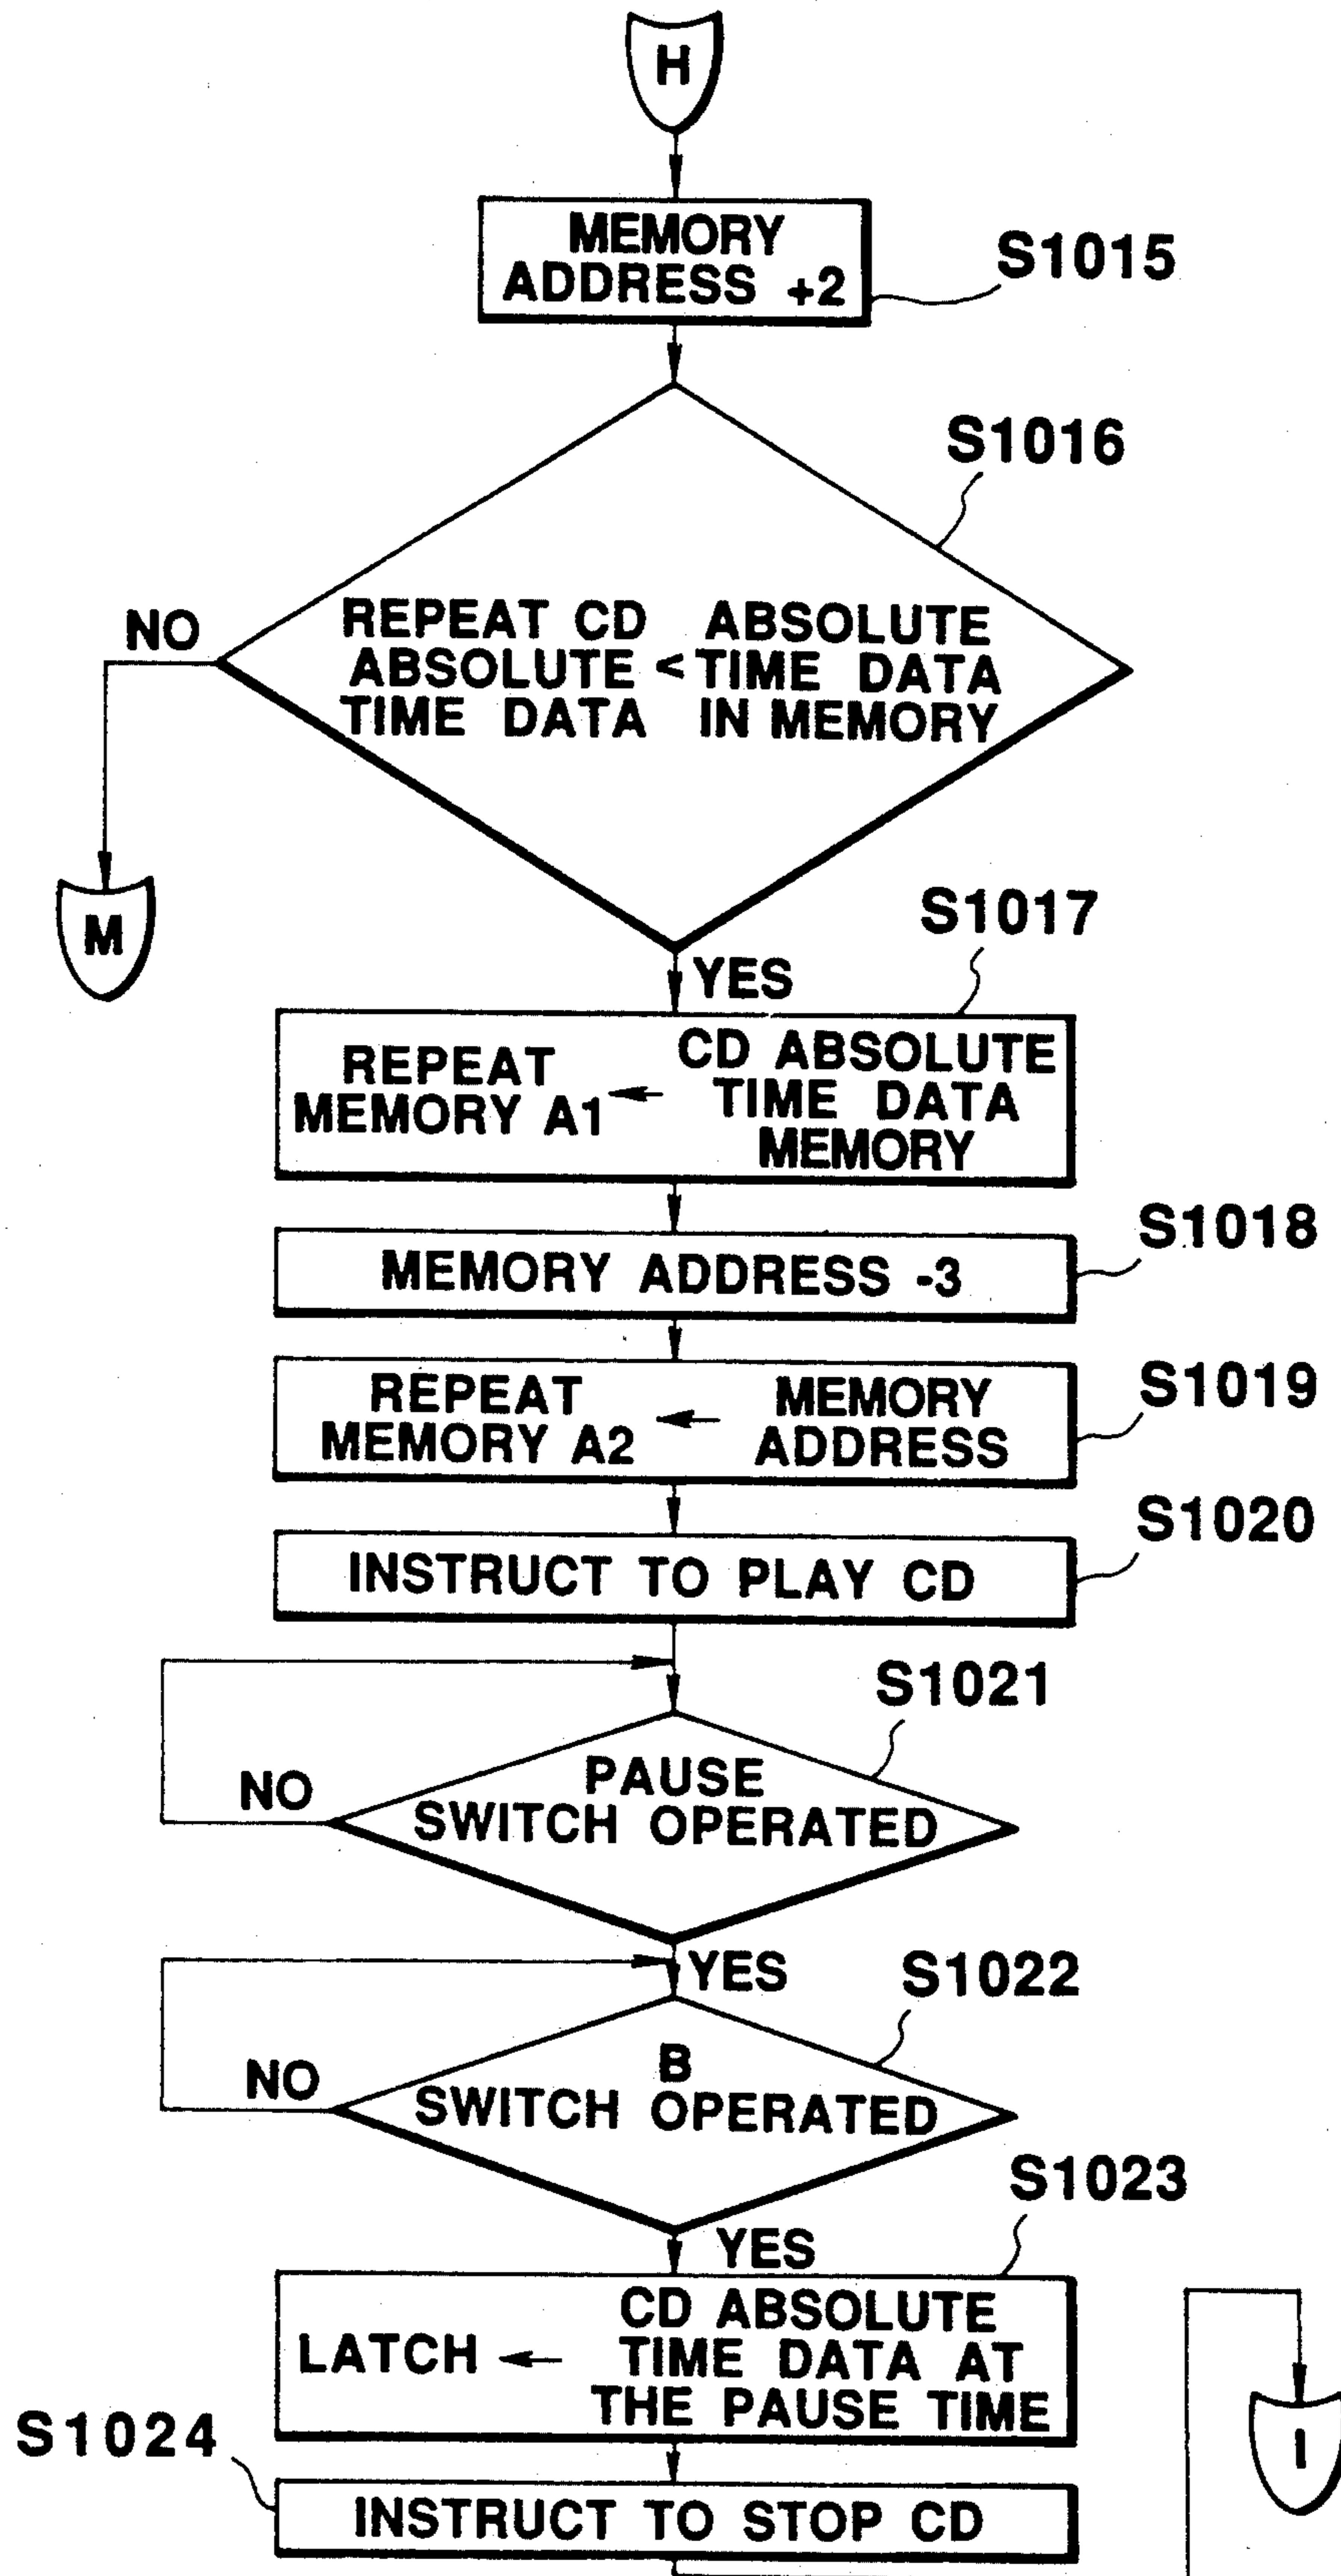 H
MEMORY
ADDRESS +2
S1015
S1016
NO
REPEAT CD ABSOLUTE
ABSOLUTE < TIME DATA
TIME DATA IN MEMORY
M
YES
S1017
REPEAT
MEMORY A1 ←
CD ABSOLUTE
TIME DATA
MEMORY
S1018
MEMORY ADDRESS -3
S1019
REPEAT
MEMORY A2 ←
MEMORY
ADDRESS
S1020
INSTRUCT TO PLAY CD
S1021
NO
PAUSE
SWITCH OPERATED
YES
S1022
NO
B
SWITCH OPERATED
YES
S1023
LATCH ←
CD ABSOLUTE
TIME DATA AT
THE PAUSE TIME
S1024
INSTRUCT TO STOP CD
I